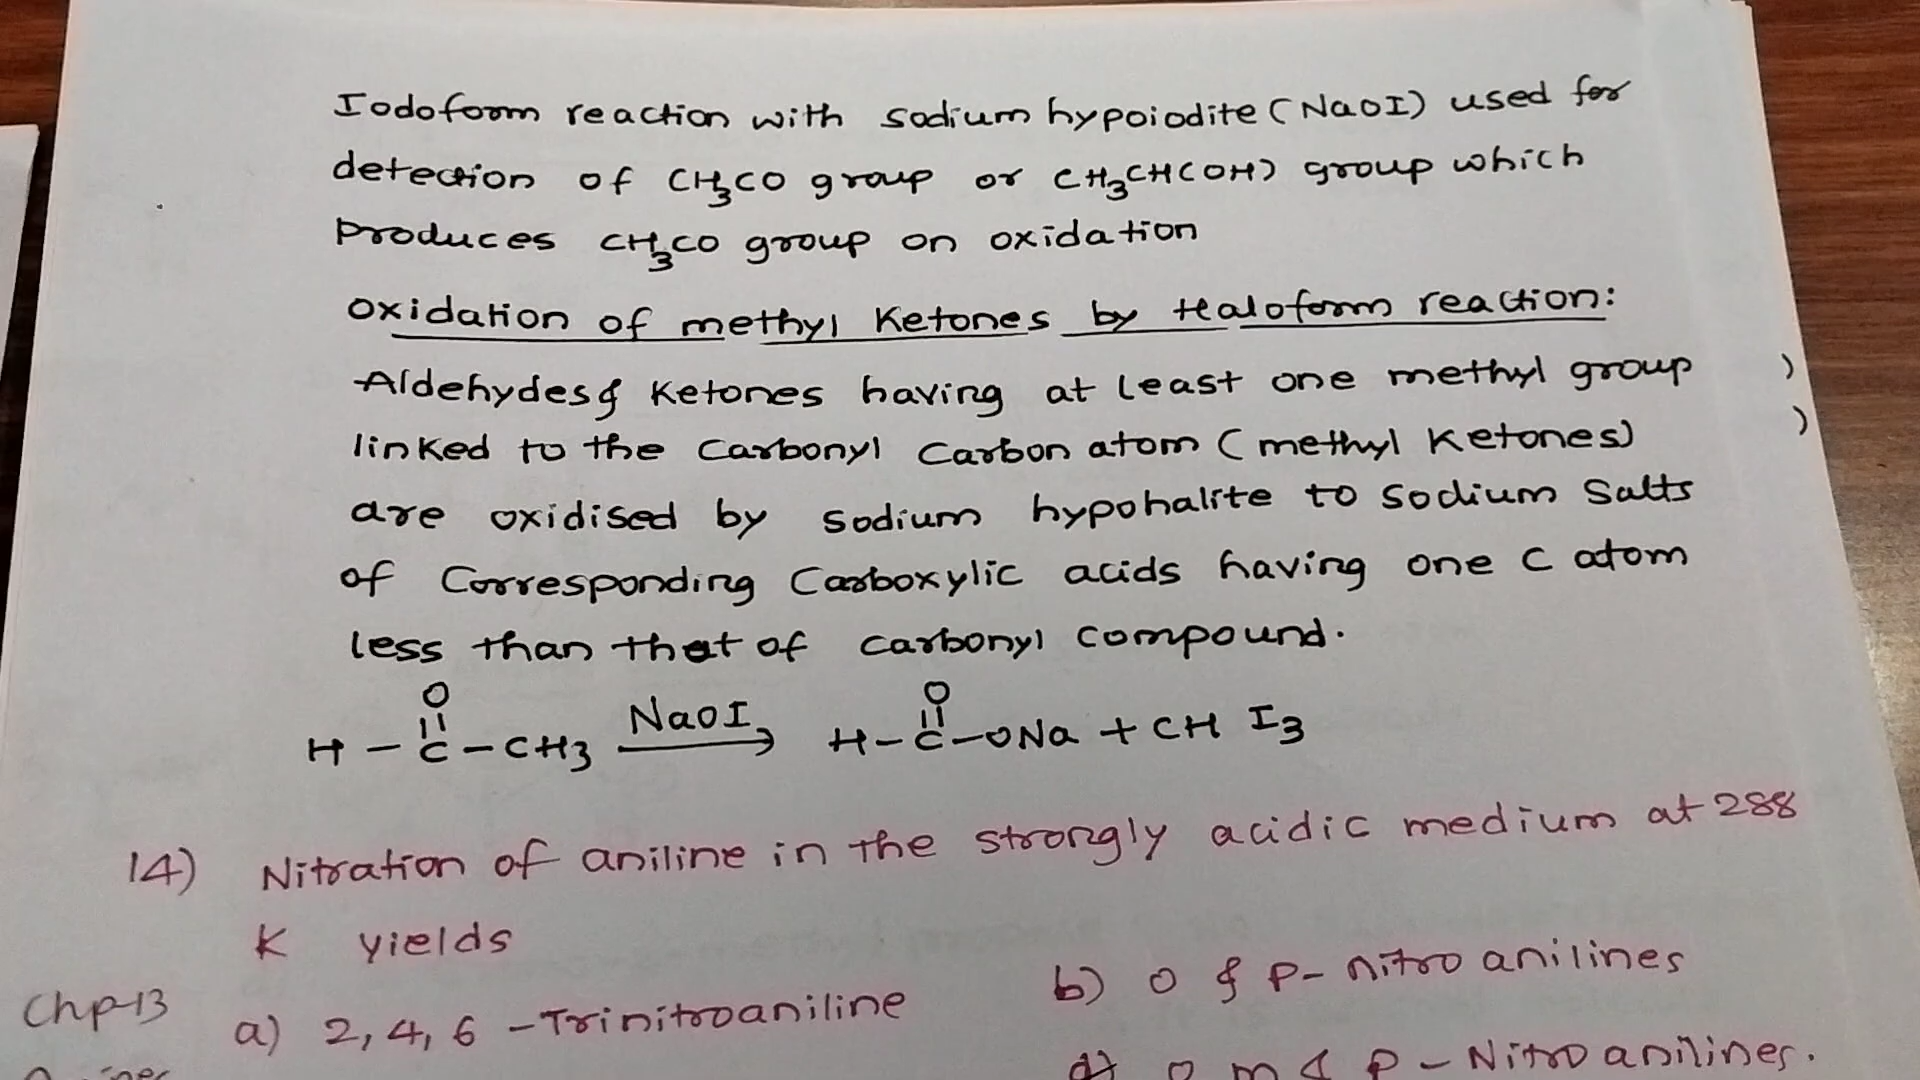 Iodoform reaction with sodium hypoiodite (NaOI) used for
detection of CH3CO group or CH3CH(OH) group which
Produces CH3CO group on oxidation
Oxidation of methyl Ketones by Haloform reaction:
Aldehydes & Ketones having at least one methyl group
linked to the Carbonyl Carbon atom (methyl Ketones)
are oxidised by sodium hypohalite to Sodium Salts
of Corresponding Carboxylic acids having one C atom
less than that of carbonyl compound.
O O
H - C - CH3 NaOI → H - C - ONa + CH I3
14) Nitration of aniline in the strongly acidic medium at 288
K yields
Chp-13
a) 2, 4, 6 - Trinitroaniline b) o & p- nitro anilines
d) o m & p - Nitro anilines.